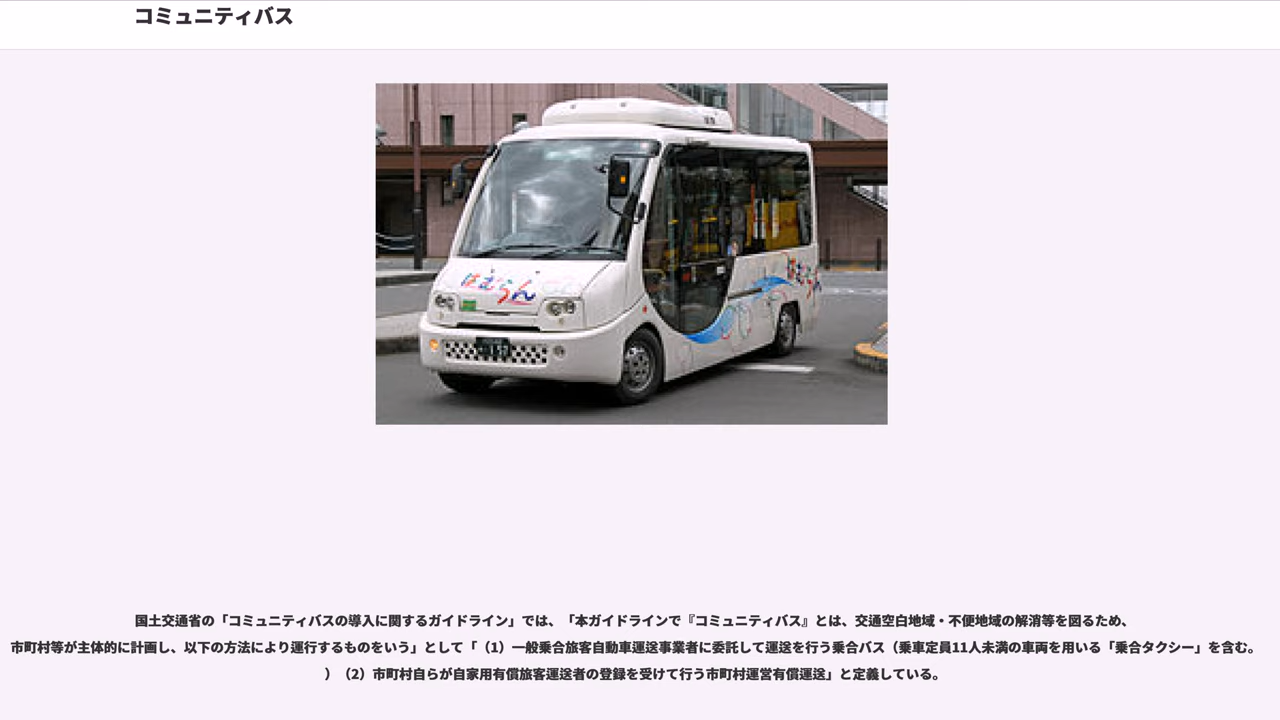 コミュニティバス
はむらん
はむらん
国土交通省の「コミュニティバスの導入に関するガイドライン」では、「本ガイドラインで『コミュニティバス』とは、交通空白地域・不便地域の解消等を図るため、
市町村等が主体的に計画し、以下の方法により運行するものをいう」として「（1）一般乗合旅客自動車運送事業者に委託して運送を行う乗合バス（乗車定員11人未満の車両を用いる「乗合タクシー」を含む。
）（2）市町村自らが自家用有償旅客運送者の登録を受けて行う市町村運営有償運送」と定義している。